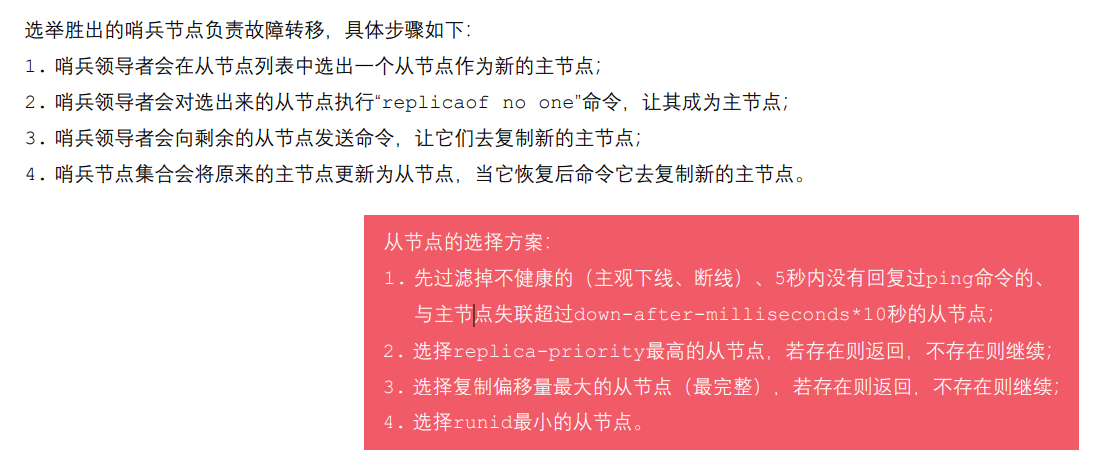 选举胜出的哨兵节点负责故障转移，具体步骤如下：
1. 哨兵领导者会在从节点列表中选出一个从节点作为新的主节点；
2. 哨兵领导者会对选出来的从节点执行“replicaof no one”命令，让其成为主节点；
3. 哨兵领导者会向剩余的从节点发送命令，让它们去复制新的主节点；
4. 哨兵节点集合会将原来的主节点更新为从节点，当它恢复后命令它去复制新的主节点。
从节点的选择方案：
1. 先过滤掉不健康的（主观下线、断线）、5秒内没有回复过ping命令的、
与主节点失联超过down-after-milliseconds*10秒的从节点；
2. 选择replica-priority最高的从节点，若存在则返回，不存在则继续；
3. 选择复制偏移量最大的从节点（最完整），若存在则返回，不存在则继续；
4. 选择runid最小的从节点。